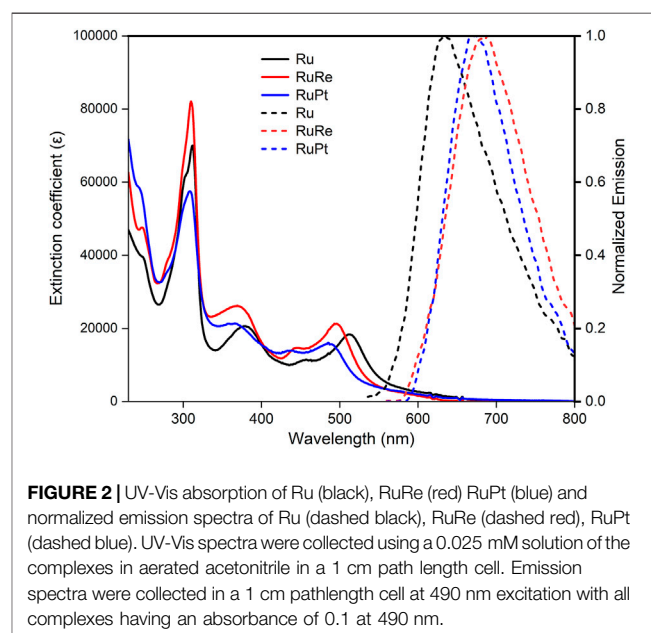 100000
80000
60000
40000
20000
0
Extinction coefficient (ε)
Ru
RuRe
RuPt
Ru
RuRe
RuPt
1.0
0.8
0.6
0.4
0.2
0.0
Normalized Emission
300 400 500 600 700 800
Wavelength (nm)
FIGURE 2 | UV-Vis absorption of Ru (black), RuRe (red) RuPt (blue) and
normalized emission spectra of Ru (dashed black), RuRe (dashed red), RuPt
(dashed blue). UV-Vis spectra were collected using a 0.025 mM solution of the
complexes in aerated acetonitrile in a 1 cm path length cell. Emission
spectra were collected in a 1 cm pathlength cell at 490 nm excitation with all
complexes having an absorbance of 0.1 at 490 nm.